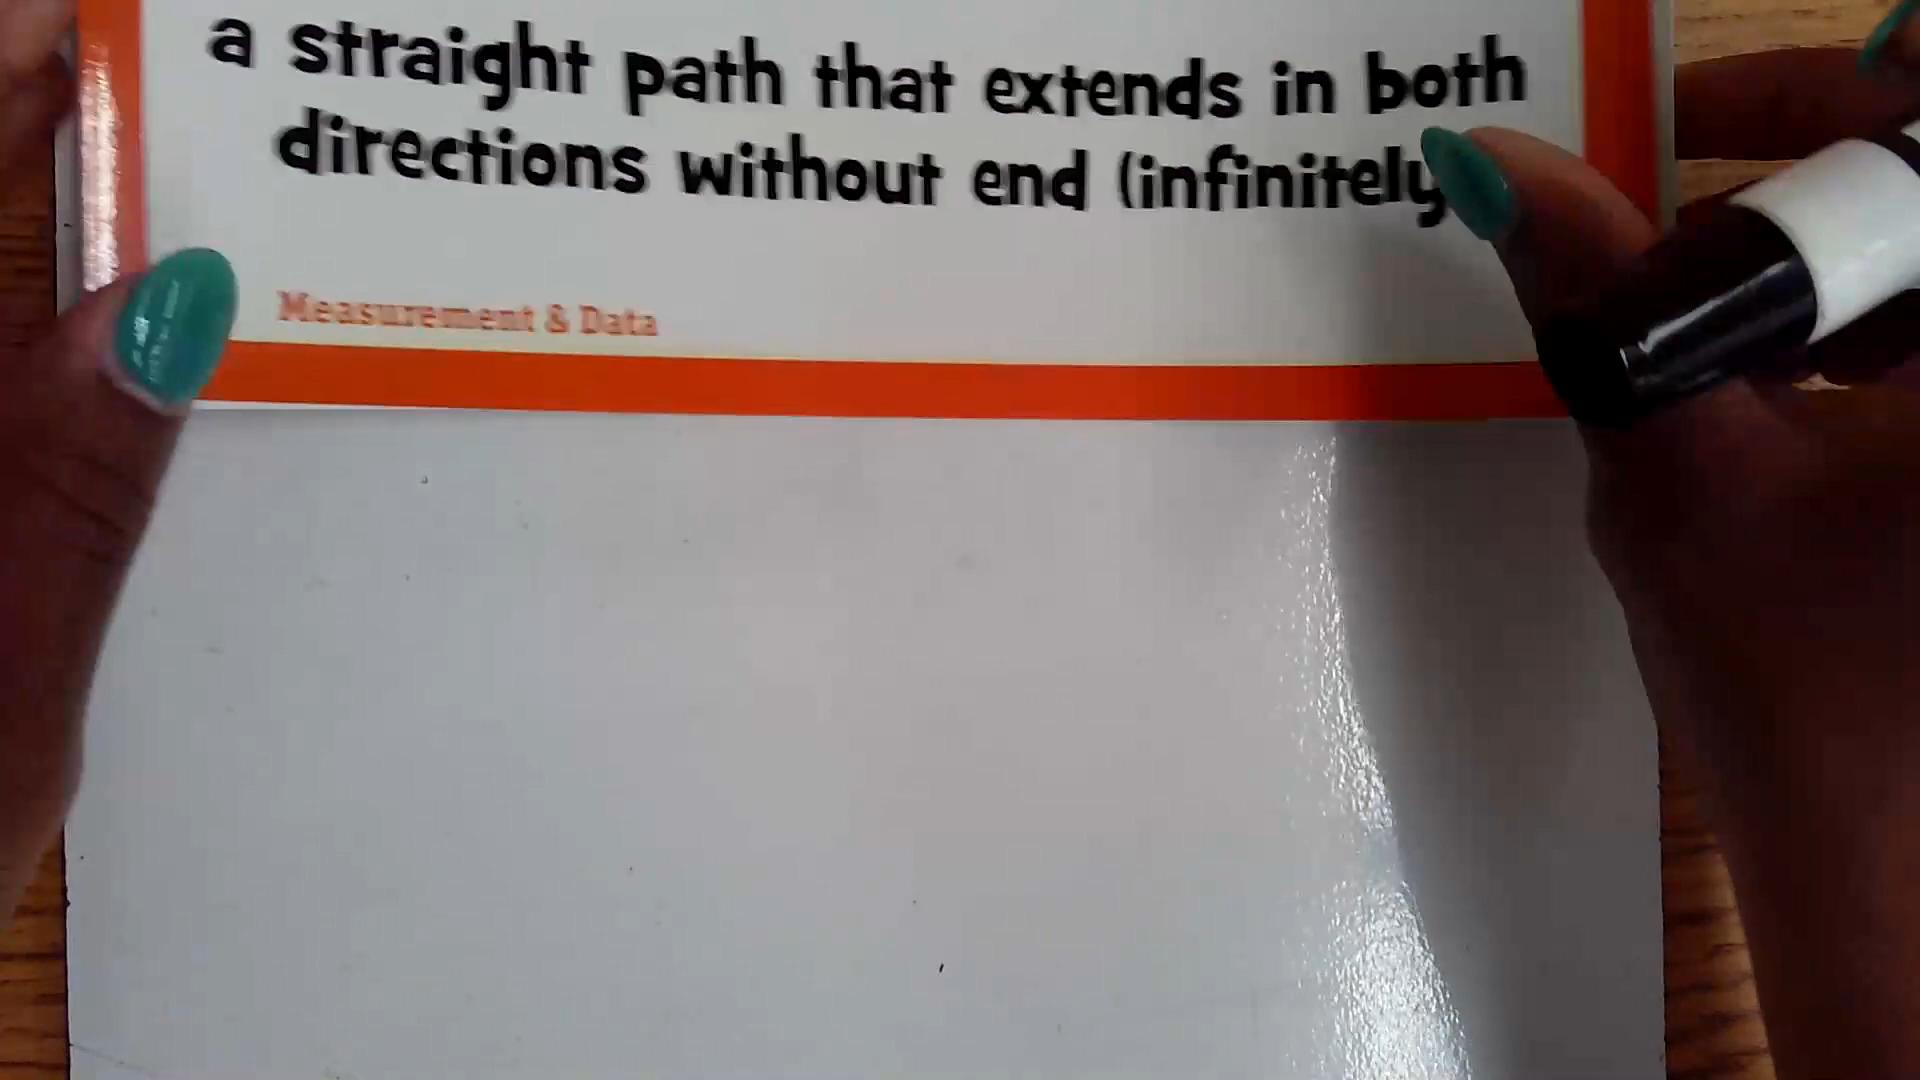 a straight path that extends in both
directions without end (infinitely
Measurement & Data